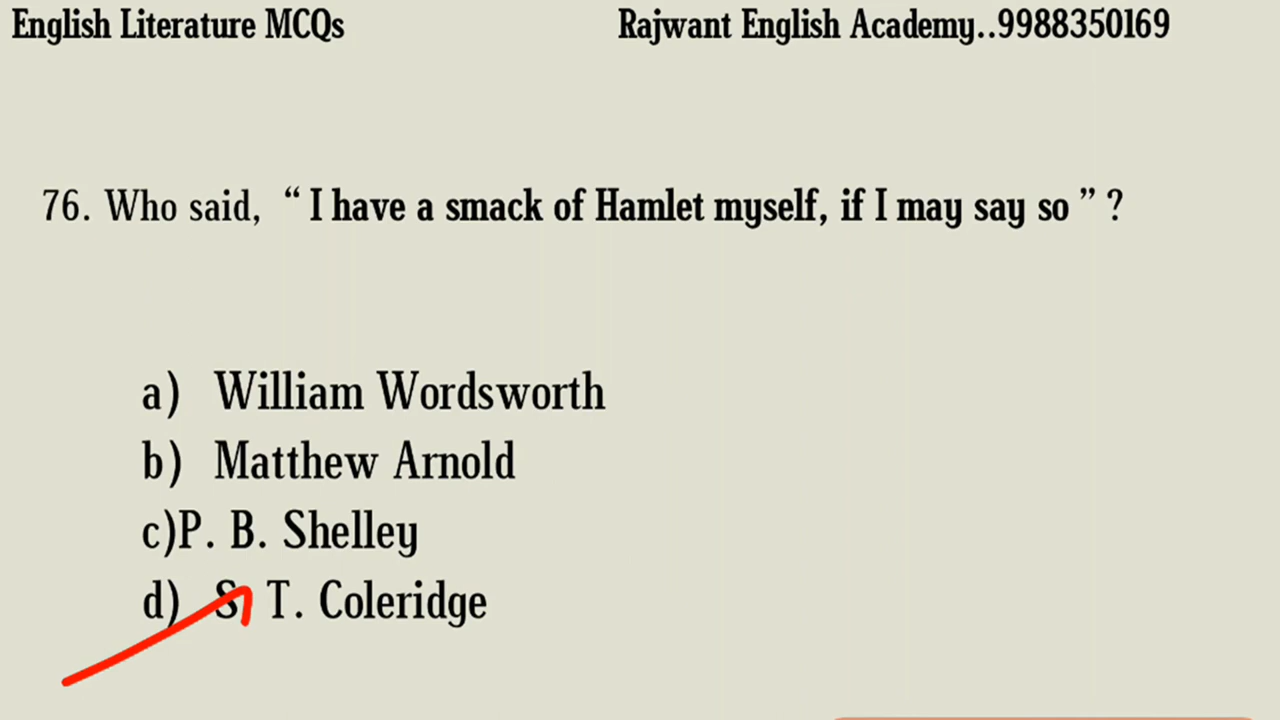 English Literature MCQs Rajwant English Academy..9988350169
76. Who said, “ I have a smack of Hamlet myself, if I may say so ” ?
a) William Wordsworth
b) Matthew Arnold
c)P. B. Shelley
d) S. T. Coleridge